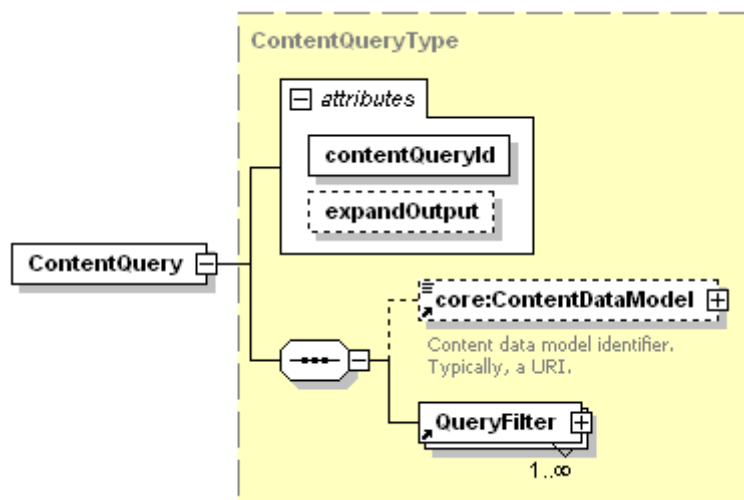 ContentQueryType
attributes
contentQueryId
expandOutput
ContentQuery
core:ContentDataModel
Content data model identifier.
Typically, a URI.
QueryFilter
1..∞